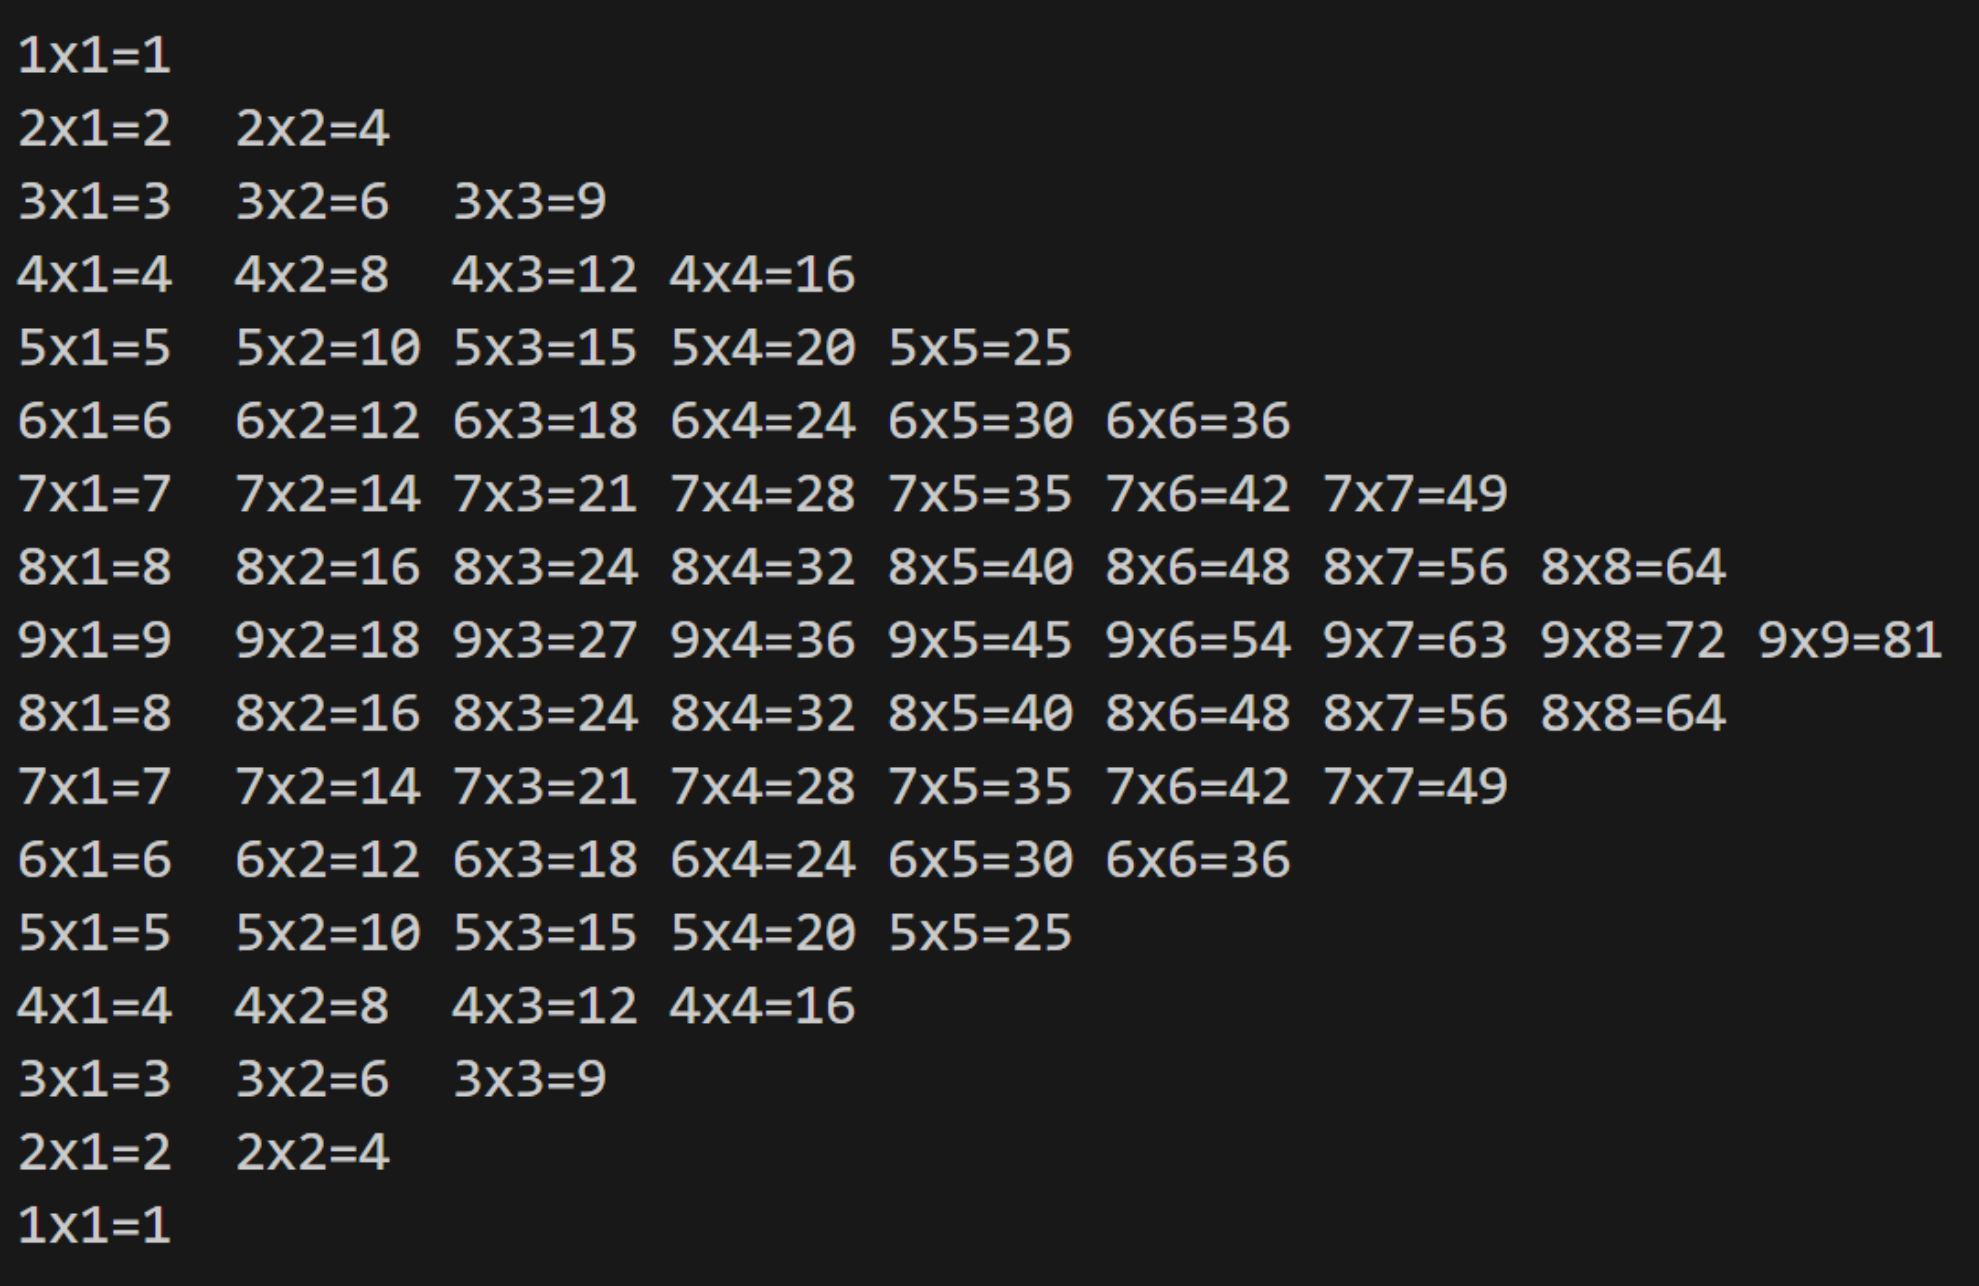 1x1=1
2x1=2  2x2=4
3x1=3  3x2=6  3x3=9
4x1=4  4x2=8  4x3=12 4x4=16
5x1=5  5x2=10 5x3=15 5x4=20 5x5=25
6x1=6  6x2=12 6x3=18 6x4=24 6x5=30 6x6=36
7x1=7  7x2=14 7x3=21 7x4=28 7x5=35 7x6=42 7x7=49
8x1=8  8x2=16 8x3=24 8x4=32 8x5=40 8x6=48 8x7=56 8x8=64
9x1=9  9x2=18 9x3=27 9x4=36 9x5=45 9x6=54 9x7=63 9x8=72 9x9=81
8x1=8  8x2=16 8x3=24 8x4=32 8x5=40 8x6=48 8x7=56 8x8=64
7x1=7  7x2=14 7x3=21 7x4=28 7x5=35 7x6=42 7x7=49
6x1=6  6x2=12 6x3=18 6x4=24 6x5=30 6x6=36
5x1=5  5x2=10 5x3=15 5x4=20 5x5=25
4x1=4  4x2=8  4x3=12 4x4=16
3x1=3  3x2=6  3x3=9
2x1=2  2x2=4
1x1=1